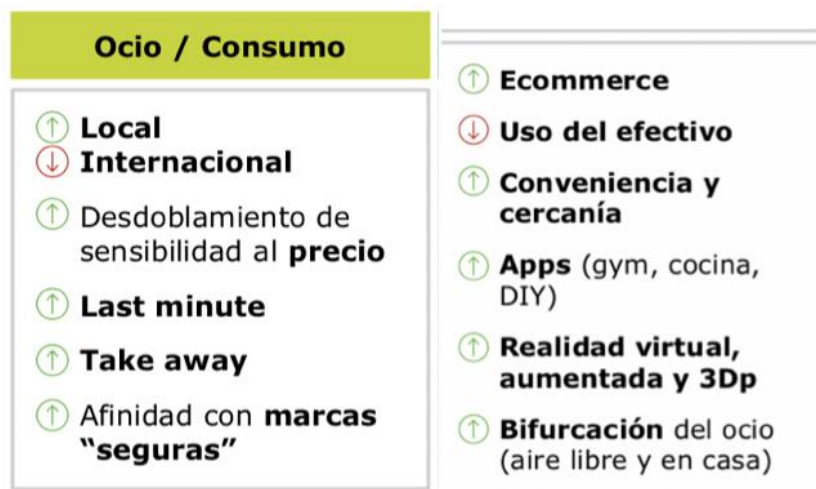 Ocio / Consumo
↑ Local
↓ Internacional
↑ Desdoblamiento de
sensibilidad al precio
↑ Last minute
↑ Take away
↑ Afinidad con marcas
“seguras”
↑ Ecommerce
↓ Uso del efectivo
↑ Conveniencia y
cercanía
↑ Apps (gym, cocina,
DIY)
↑ Realidad virtual,
aumentada y 3Dp
↑ Bifurcación del ocio
(aire libre y en casa)